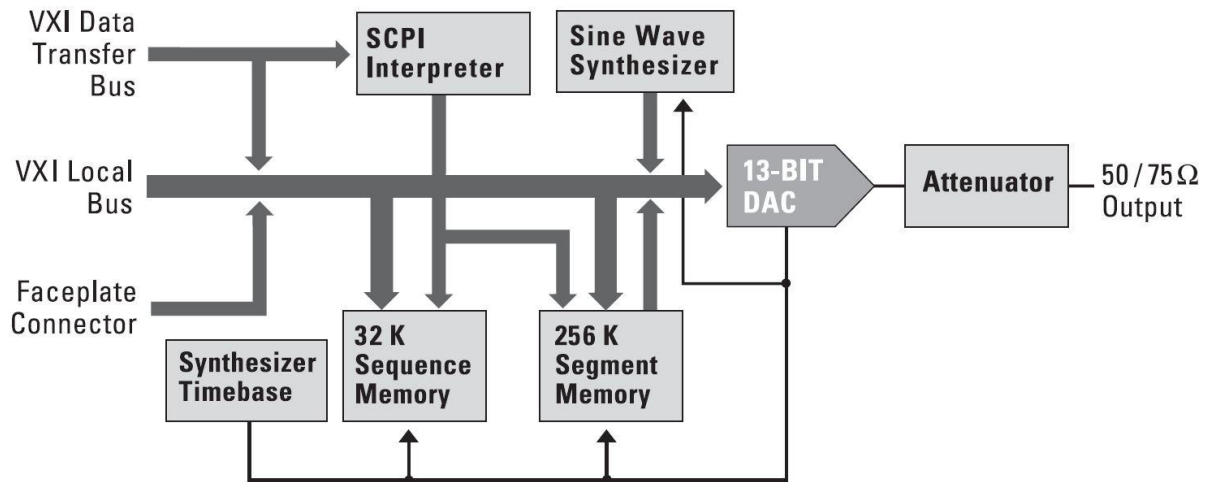 VXI Data
Transfer
Bus
SCPI
Interpreter
Sine Wave
Synthesizer
VXI Local
Bus
13-BIT
DAC
Attenuator
50/75Ω
Output
Faceplate
Connector
Synthesizer
Timebase
32 K
Sequence
Memory
256 K
Segment
Memory